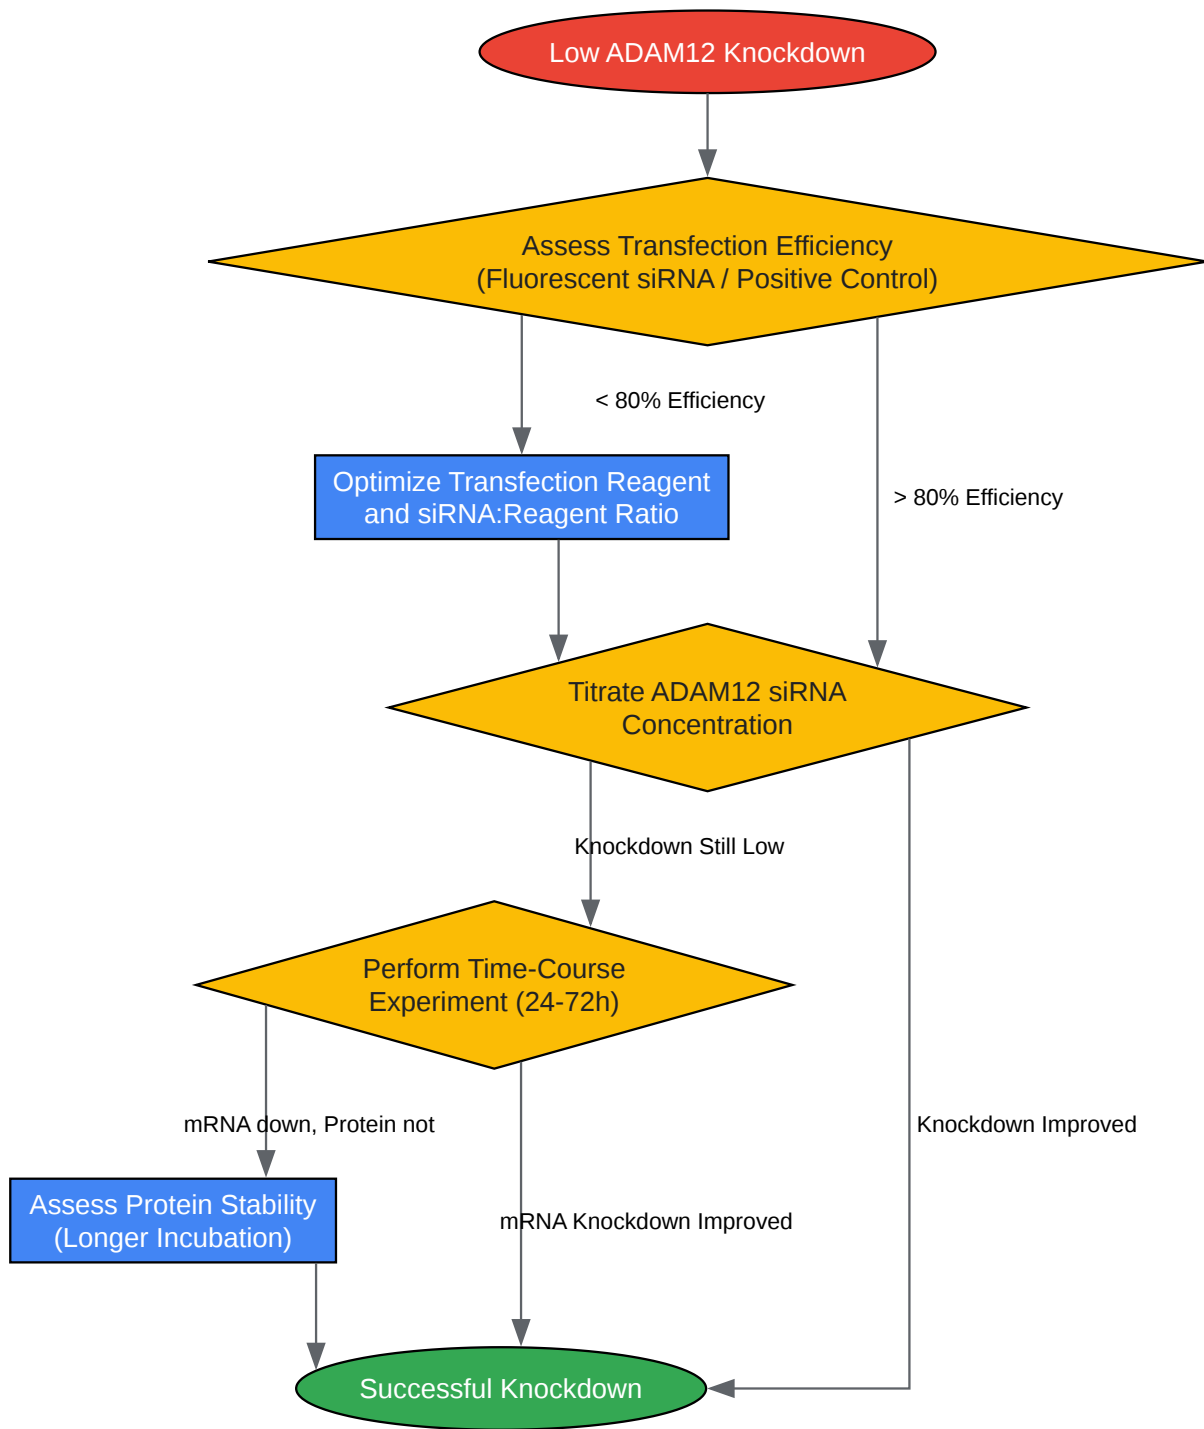 Low ADAM12 Knockdown
Assess Transfection Efficiency
(Fluorescent siRNA / Positive Control)
< 80% Efficiency
Optimize Transfection Reagent
and siRNA:Reagent Ratio
> 80% Efficiency
Titrate ADAM12 siRNA
Concentration
Knockdown Still Low
Perform Time-Course
Experiment (24-72h)
mRNA down, Protein not
Knockdown Improved
Assess Protein Stability
(Longer Incubation)
mRNA Knockdown Improved
Successful Knockdown